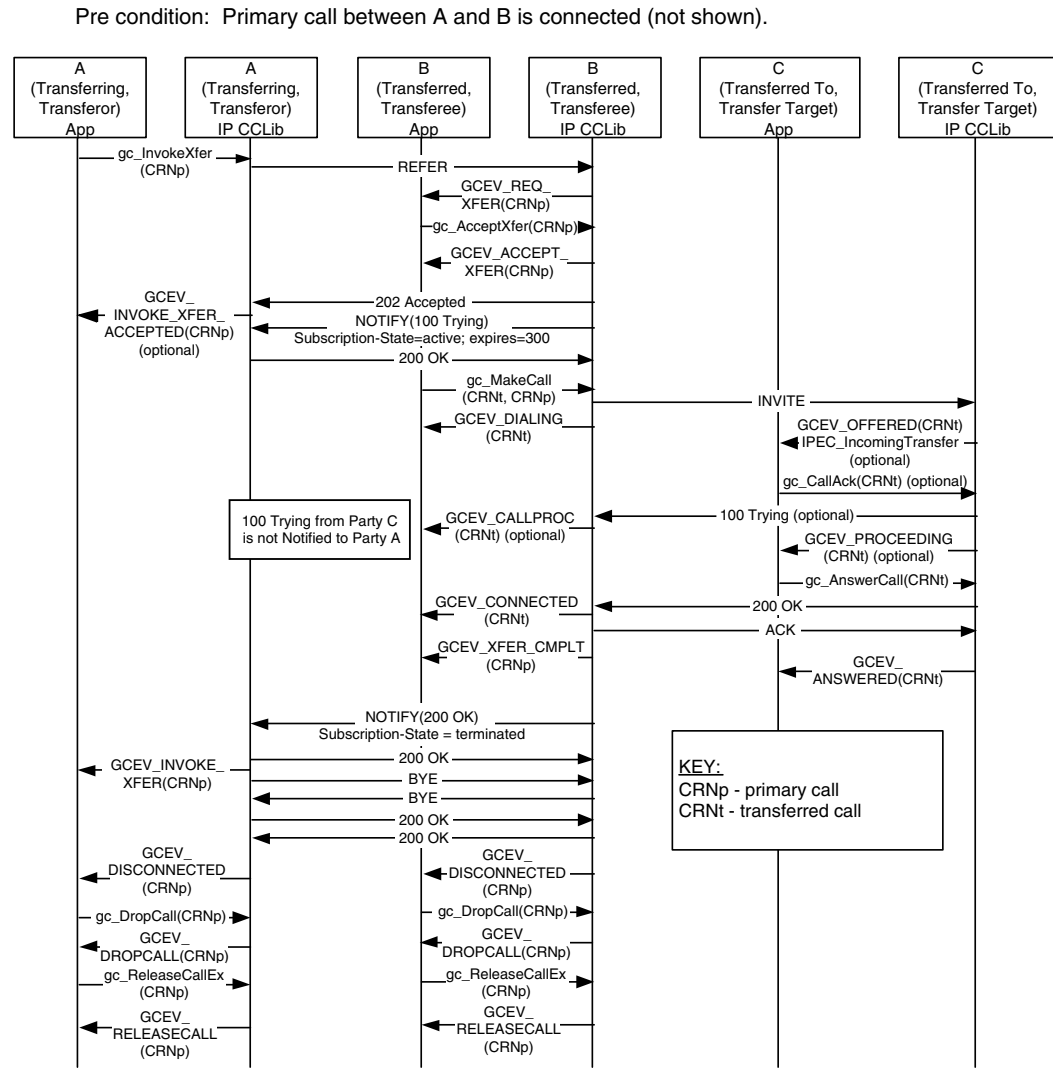 Pre condition: Primary call between A and B is connected (not shown).
A
(Transferring,
Transferor)
App
A
(Transferring,
Transferor)
IP CCLib
B
(Transferred,
Transferee)
App
B
(Transferred,
Transferee)
IP CCLib
C
(Transferred To,
Transfer Target)
App
C
(Transferred To,
Transfer Target)
IP CCLib
gc_InvokeXfer
(CRNp)
REFER
GCEV_REQ_
XFER(CRNp)
gc_AcceptXfer(CRNp)
GCEV_ACCEPT_
XFER(CRNp)
202 Accepted
GCEV_
INVOKE_XFER_
ACCEPTED(CRNp)
(optional)
NOTIFY(100 Trying)
Subscription-State=active; expires=300
200 OK
gc_MakeCall
(CRNt, CRNp)
INVITE
GCEV_DIALING
(CRNt)
GCEV_OFFERED(CRNt)
IPEC_IncomingTransfer
(optional)
gc_CallAck(CRNt) (optional)
100 Trying from Party C
is not Notified to Party A
100 Trying (optional)
GCEV_CALLPROC
(CRNt) (optional)
GCEV_PROCEEDING
(CRNt) (optional)
gc_AnswerCall(CRNt)
200 OK
GCEV_CONNECTED
(CRNt)
ACK
GCEV_XFER_CMPLT
(CRNp)
GCEV_
ANSWERED(CRNt)
NOTIFY(200 OK)
Subscription-State = terminated
200 OK
GCEV_INVOKE_
XFER(CRNp)
BYE
BYE
200 OK
200 OK
KEY:
CRNp - primary call
CRNt - transferred call
GCEV_
DISCONNECTED
(CRNp)
GCEV_
DISCONNECTED
(CRNp)
gc_DropCall(CRNp)
gc_DropCall(CRNp)
GCEV_
DROPCALL(CRNp)
GCEV_
DROPCALL(CRNp)
gc_ReleaseCallEx
(CRNp)
gc_ReleaseCallEx
(CRNp)
GCEV_
RELEASECALL
(CRNp)
GCEV_
RELEASECALL
(CRNp)